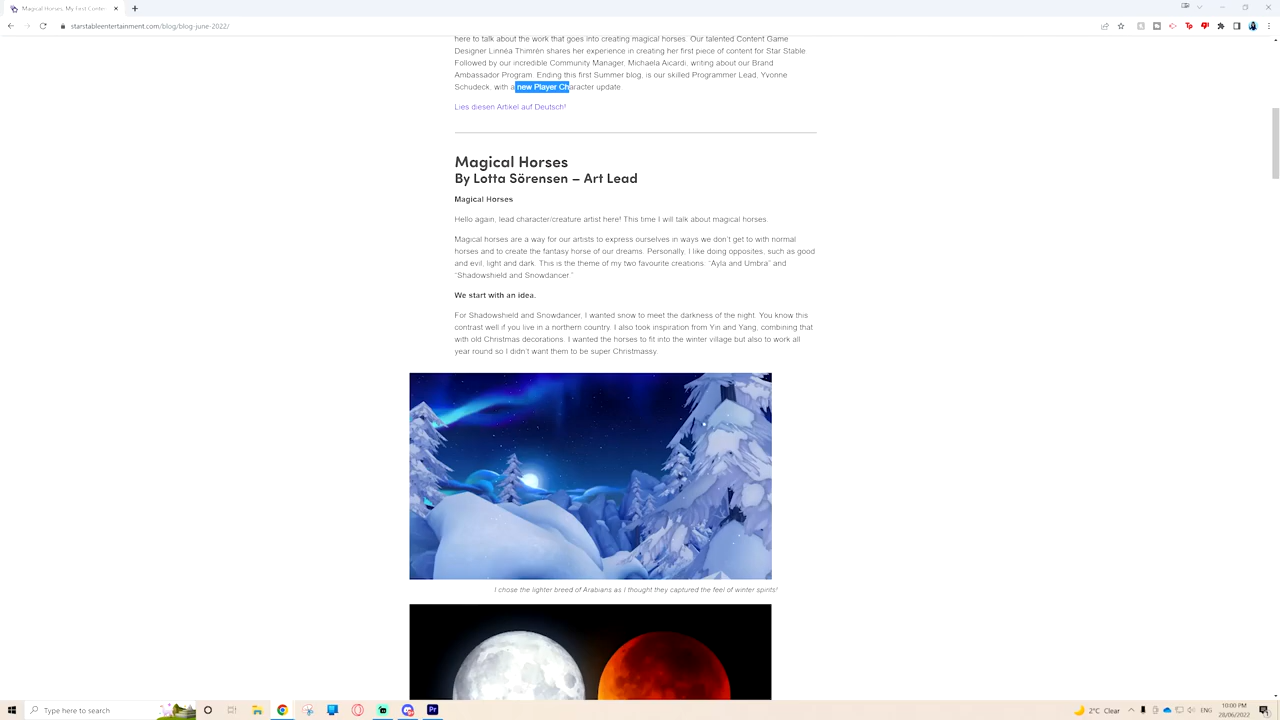 Magical Horses, My First Conte
starstableentertainment.com/blog/blog-june-2022/
here to talk about the work that goes into creating magical horses. Our talented Content Game
Designer Linnéa Thimrén shares her experience in creating her first piece of content for Star Stable.
Followed by our incredible Community Manager, Michaela Aicardi, writing about our Brand
Ambassador Program. Ending this first Summer blog, is our skilled Programmer Lead, Yvonne
Schudeck, with a new Player Character update.
Lies diesen Artikel auf Deutsch!
Magical Horses
By Lotta Sörensen – Art Lead
Magical Horses
Hello again, lead character/creature artist here! This time I will talk about magical horses.
Magical horses are a way for our artists to express ourselves in ways we don't get to with normal
horses and to create the fantasy horse of our dreams. Personally, I like doing opposites, such as good
and evil, light and dark. This is the theme of my two favourite creations: "Ayla and Umbra" and
"Shadowshield and Snowdancer."
We start with an idea.
For Shadowshield and Snowdancer, I wanted snow to meet the darkness of the night. You know this
contrast well if you live in a northern country. I also took inspiration from Yin and Yang, combining that
with old Christmas decorations. I wanted the horses to fit into the winter village but also to work all
year round so I didn't want them to be super Christmassy.
I chose the lighter breed of Arabians as I thought they captured the feel of winter spirits!
Type here to search
2°C Clear
ENG
10:00 PM
28/06/2022